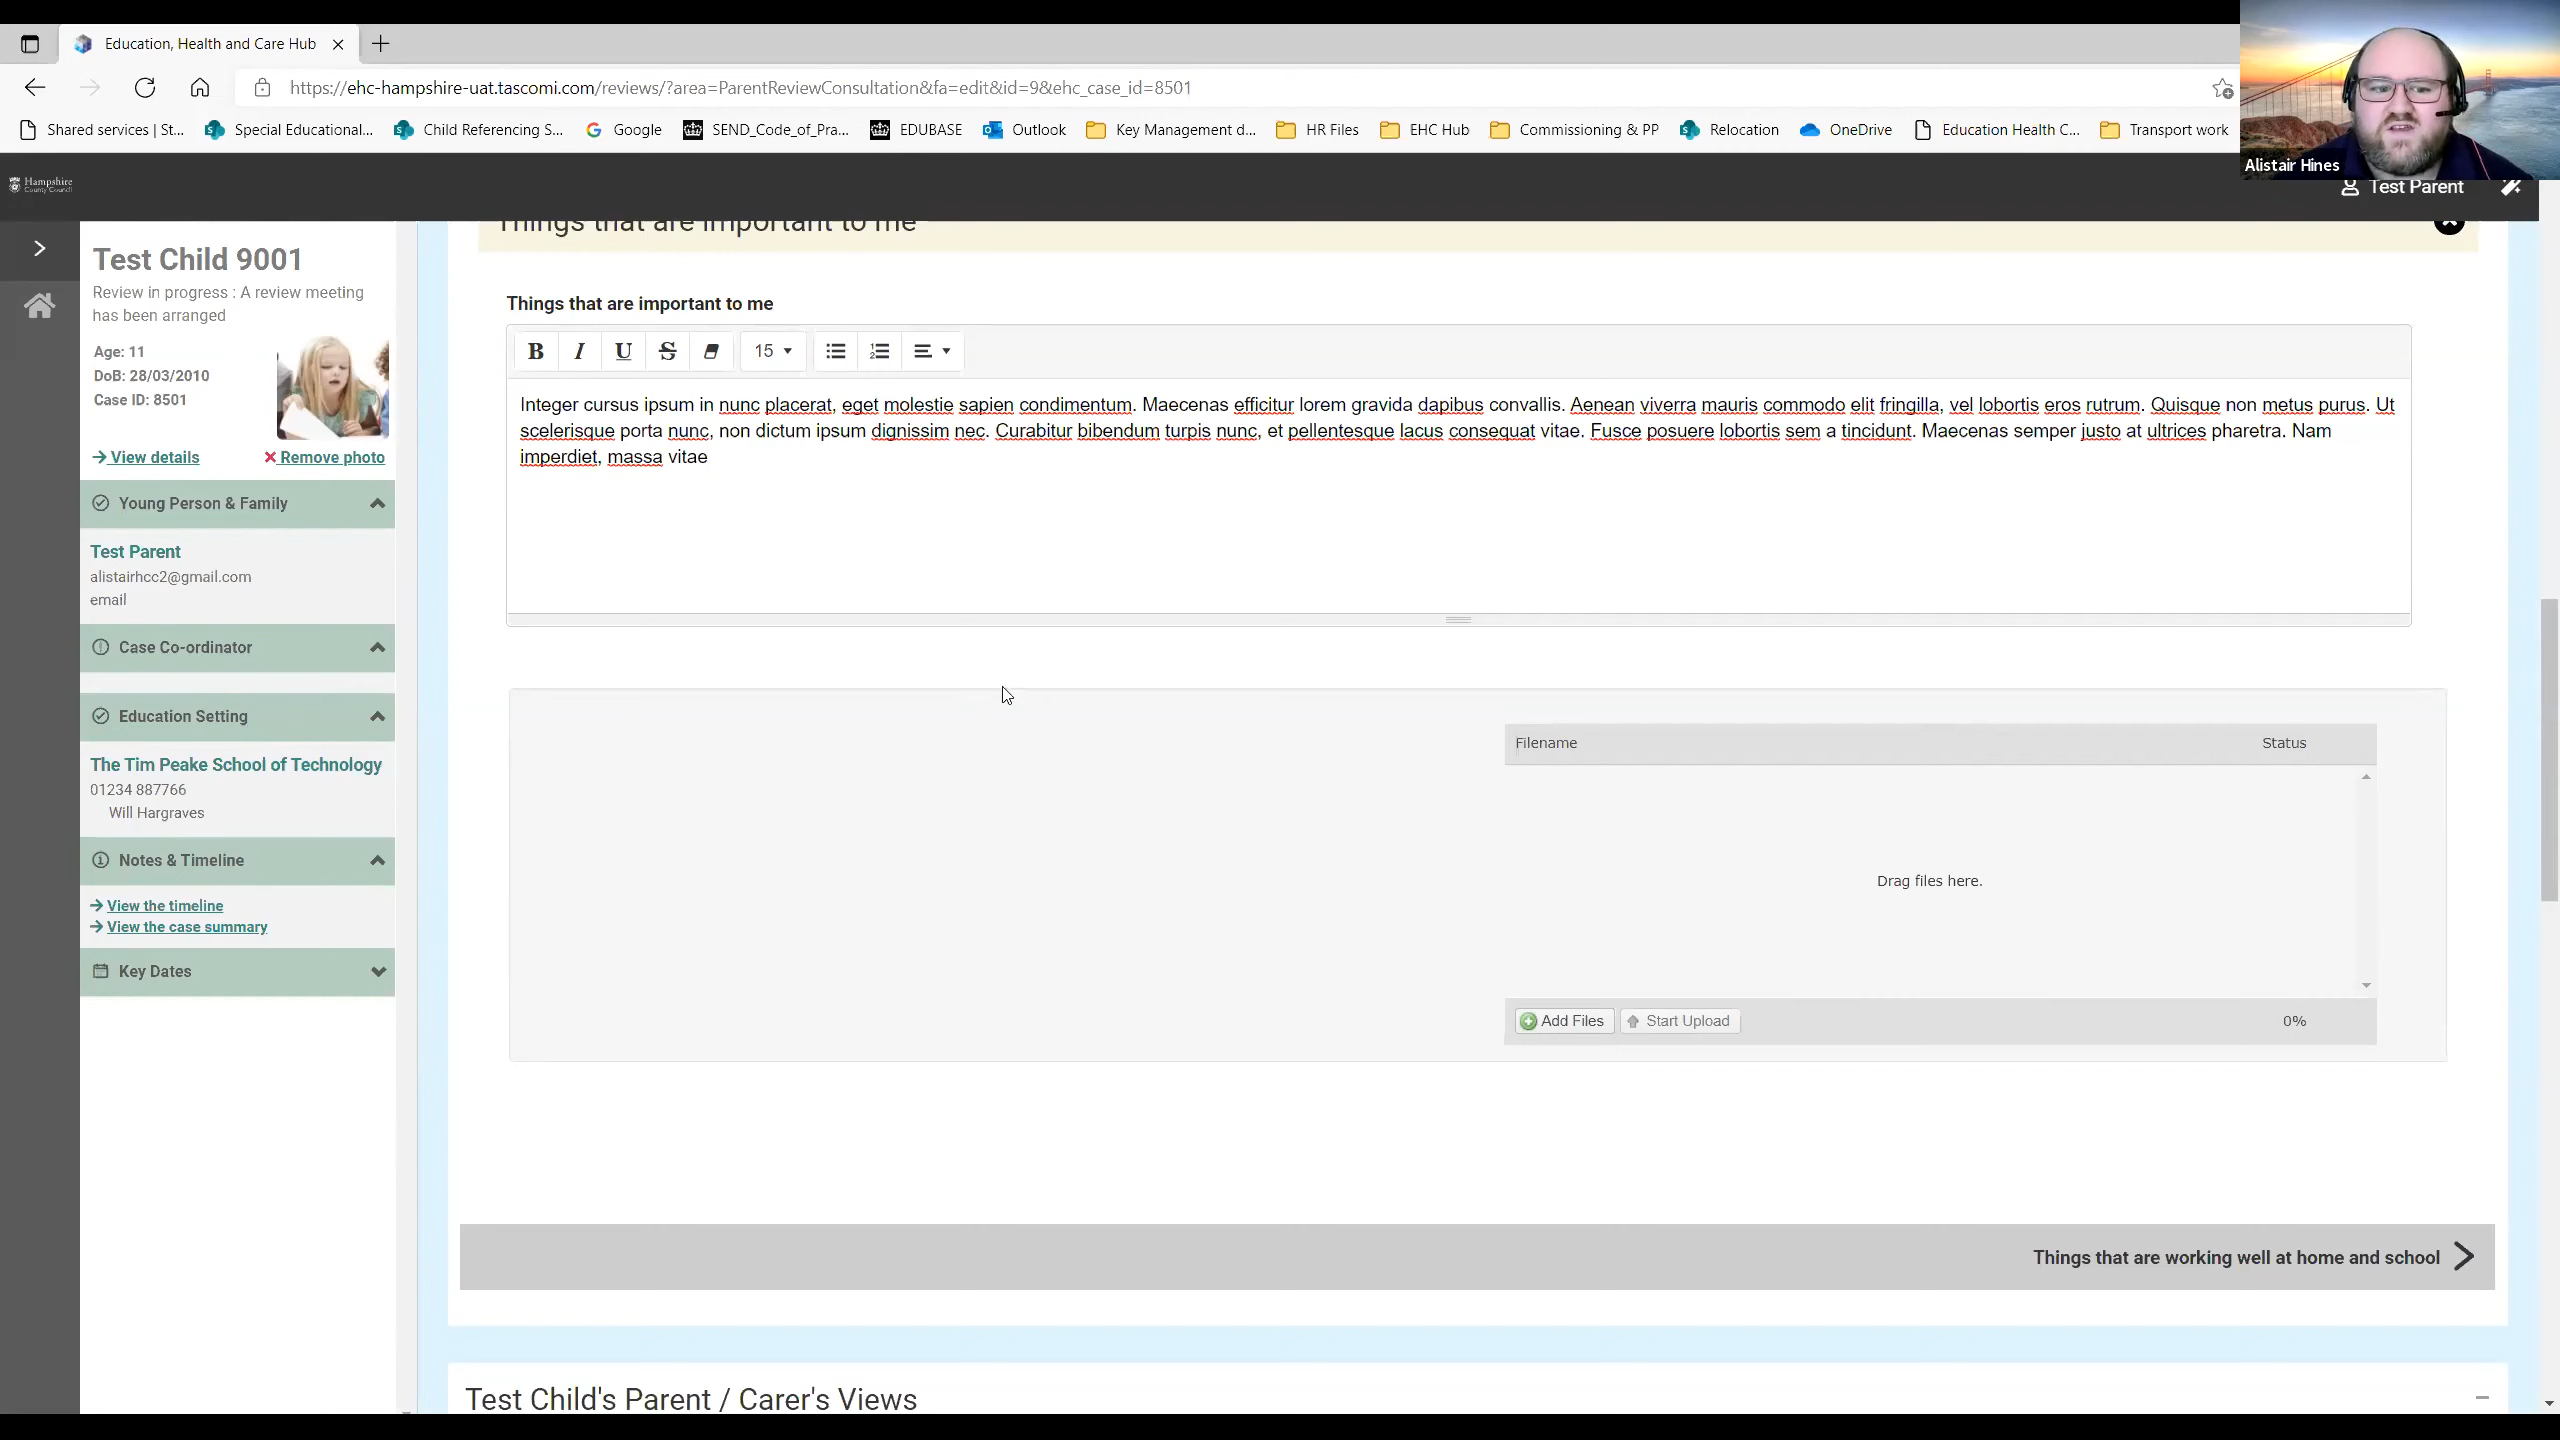 Education, Health and Care Hub
https://ehc-hampshire-uat.tascomi.com/reviews/?area=ParentReviewConsultation&fa=edit&id=9&ehc_case_id=8501
Shared services | St... Special Educational... Child Referencing S... Google SEND_Code_of_Pra... EDUBASE Outlook Key Management d... HR Files EHC Hub Commissioning & PP Relocation OneDrive Education Health C... Transport work
Alistair Hines
Hampshire
County Council
Test Parent
Things that are important to me
Test Child 9001
Review in progress : A review meeting
has been arranged
Age: 11
DoB: 28/03/2010
Case ID: 8501
View details
Remove photo
Young Person & Family
Test Parent
alistairhcc2@gmail.com
email
Case Co-ordinator
Education Setting
The Tim Peake School of Technology
01234 887766
Will Hargraves
Notes & Timeline
View the timeline
View the case summary
Key Dates
Things that are important to me
B I U S 15
Integer cursus ipsum in nunc placerat, eget molestie sapien condimentum. Maecenas efficitur lorem gravida dapibus convallis. Aenean viverra mauris commodo elit fringilla, vel lobortis eros rutrum. Quisque non metus purus. Ut
scelerisque porta nunc, non dictum ipsum dignissim nec. Curabitur bibendum turpis nunc, et pellentesque lacus consequat vitae. Fusce posuere lobortis sem a tincidunt. Maecenas semper justo at ultrices pharetra. Nam
imperdiet, massa vitae
Filename Status
Drag files here.
Add Files Start Upload 0%
Things that are working well at home and school
Test Child's Parent / Carer's Views